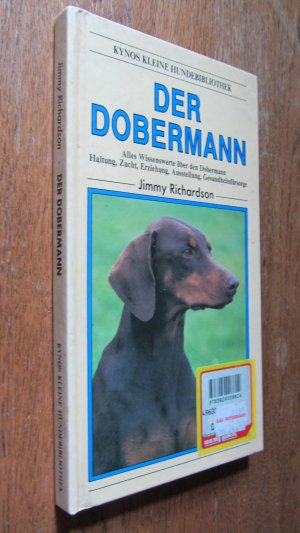 KYNOS KLEINE HUNDEBIBLIOTHEK
DER
DOBERMANN
Alles Wissenswerte über den Dobermann
Haltung, Zucht, Erziehung, Ausstellung, Gesundheitsfürsorge
Jimmy Richardson
Jimmy Richardson
DER DOBERMANN
KYNOS KLEINE HUNDEBIBLIOTHEK